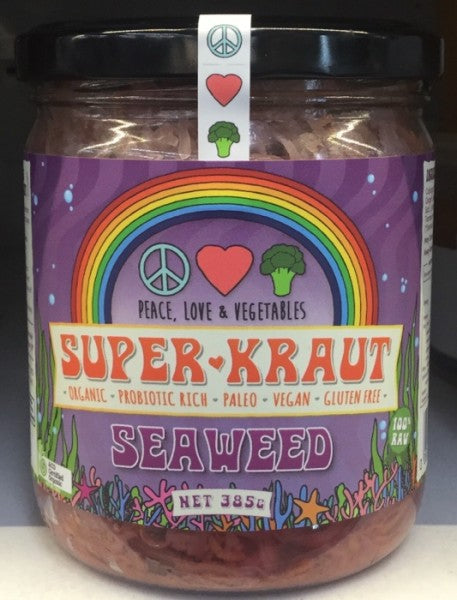 PEACE, LOVE & VEGETABLES
SUPER KRAUT
ORGANIC - PROBIOTIC RICH - PALEO - VEGAN - GLUTEN FREE
SEAWEED
100% RAW
NET 385G